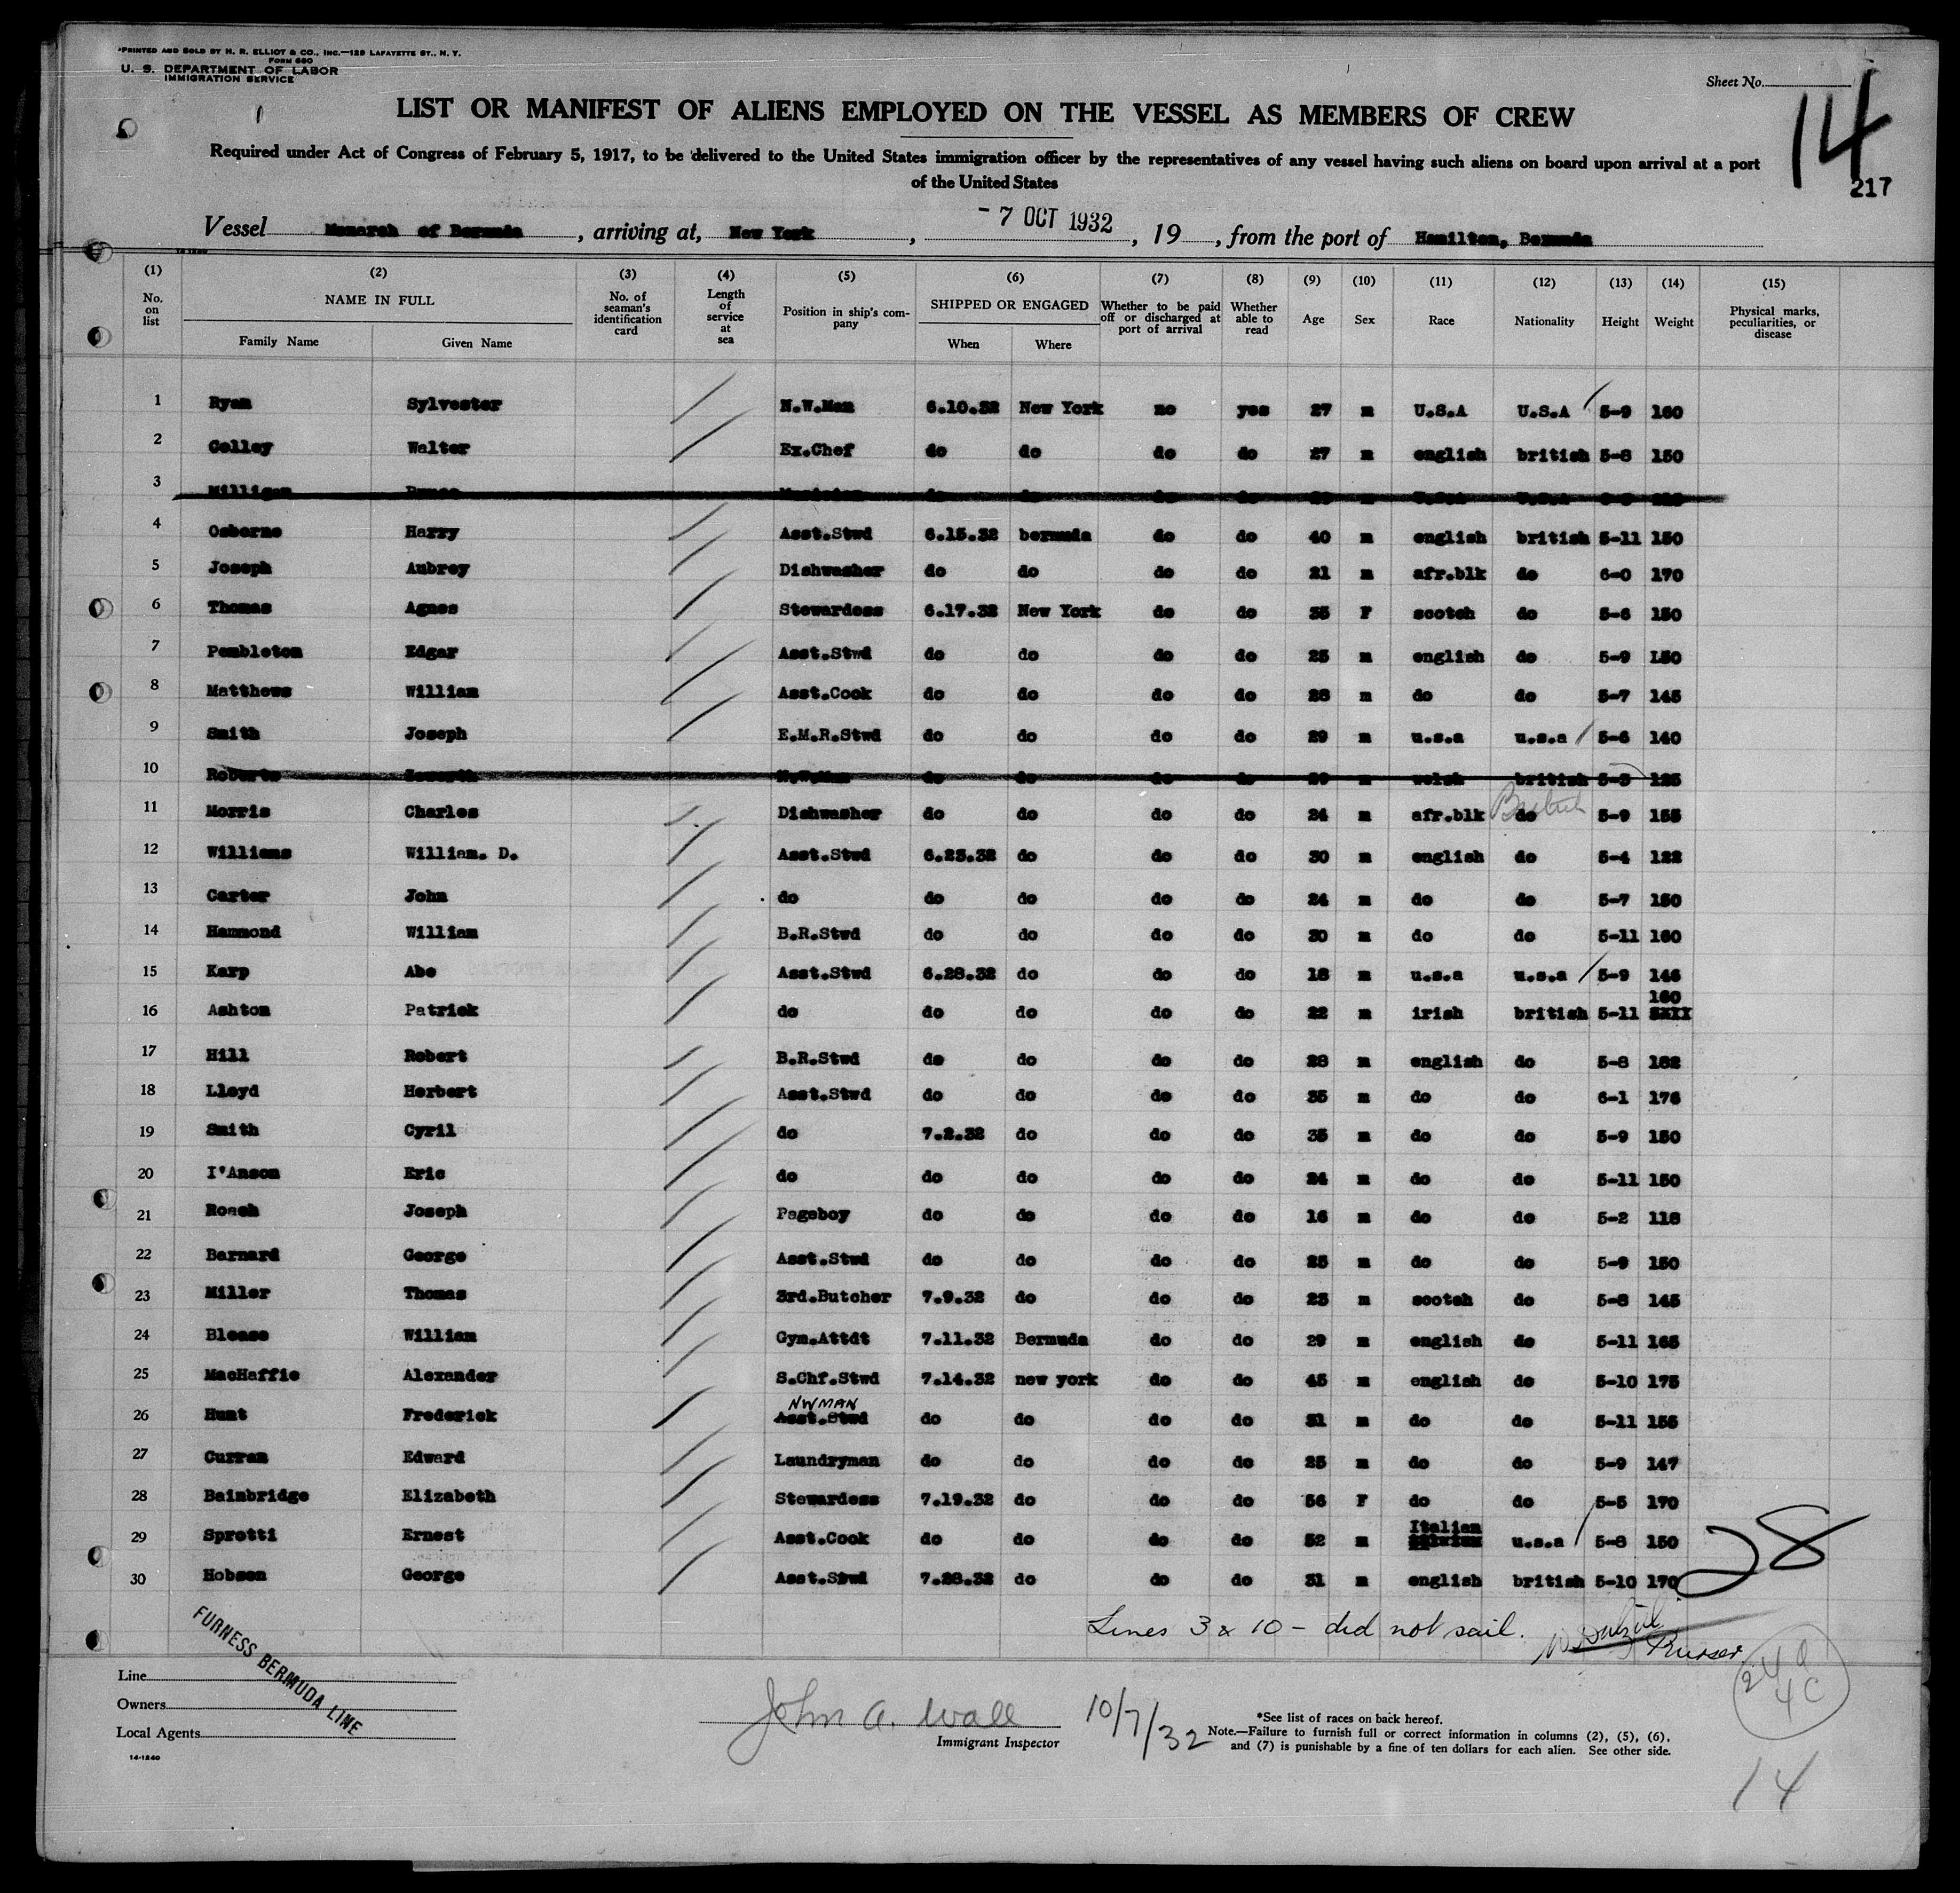 *PRINTED AND SOLD BY H. R. ELLIOT & CO., INC.—129 LAFAYETTE ST., N. Y.
FORM 680
U. S. DEPARTMENT OF LABOR
IMMIGRATION SERVICE
Sheet No.
14
217
LIST OR MANIFEST OF ALIENS EMPLOYED ON THE VESSEL AS MEMBERS OF CREW
Required under Act of Congress of February 5, 1917, to be delivered to the United States immigration officer by the representatives of any vessel having such aliens on board upon arrival at a port
of the United States
Vessel Monarch of Bermuda, arriving at, New York, - 7 OCT 1932, 19, from the port of Hamilton, Bermuda
(1) No. on list (2) NAME IN FULL Family Name Given Name (3) No. of seaman's identification card (4) Length of service at sea (5) Position in ship's company (6) SHIPPED OR ENGAGED When Where (7) Whether to be paid off or discharged at port of arrival (8) Whether able to read (9) Age (10) Sex (11) Race (12) Nationality (13) Height (14) Weight (15) Physical marks, peculiarities, or disease
1 Ryan Sylvester N.W.Man 6.10.32 New York no yes 27 m U.S.A U.S.A 5-9 160
2 Colley Walter Ex.Chef do do do do 27 m english british 5-8 150
3 Milligan
4 Osborne Harry Asst.Stwd 6.15.32 bermuda do do 40 m english british 5-11 150
5 Joseph Aubrey Dishwasher do do do do 21 m afr.blk do 6-0 170
6 Thomas Agnes Stewardess 6.17.32 New York do do 35 F scotch do 5-6 150
7 Pembleton Edgar Asst.Stwd do do do do 25 m english do 5-9 150
8 Matthews William Asst.Cook do do do do 28 m do do 5-7 145
9 Smith Joseph E.M.R.Stwd do do do do 29 m u.s.a u.s.a 5-6 140
10 Roberts N.W.Man do do do do m welsh british 5-5 125
11 Morris Charles Dishwasher do do do do 24 m afr.blk do British 5-9 155
12 Williams William. D. Asst.Stwd 6.23.32 do do do 30 m english do 5-4 122
13 Carter John do do do do do 24 m do do 5-7 150
14 Hammond William B.R.Stwd do do do do 30 m do do 5-11 160
15 Karp Abe Asst.Stwd 6.28.32 do do do 18 m u.s.a u.s.a 5-9 146
16 Ashton Patrick do do do do do 22 m irish british 5-11 160
17 Hill Robert B.R.Stwd do do do do 28 m english do 5-8 182
18 Lloyd Herbert Asst.Stwd do do do do 35 m do do 6-1 176
19 Smith Cyril do 7.2.32 do do do 35 m do do 5-9 150
20 I'Anson Eric do do do do do 24 m do do 5-11 150
21 Roach Joseph Pageboy do do do do 16 m do do 5-2 118
22 Barnard George Asst.Stwd do do do do 25 m do do 5-9 150
23 Miller Thomas 3rd.Butcher 7.9.32 do do do 23 m scotch do 5-8 145
24 Blease William Gym.Attdt 7.11.32 Bermuda do do 29 m english do 5-11 165
25 MacHaffie Alexander S.Chf.Stwd 7.14.32 new york do do 45 m english do 5-10 175
26 Hunt Frederick NWMAN Asst.Stwd do do do do 31 m do do 5-11 156
27 Curran Edward Laundryman do do do do 25 m do do 5-9 147
28 Bainbridge Elizabeth Stewardess 7.19.32 do do do 56 F do do 5-5 170
29 Spretti Ernest Asst.Cook do do do do 52 m Italian u.s.a 5-8 150
30 Hobson George Asst.Stwd 7.28.32 do do do 31 m english british 5-10 170
28
Lines 3 & 10 - did not sail.
Purser
FURNESS BERMUDA LINE
Line
Owners
Local Agents
14-1240
John A. Wall 10/7/32
Immigrant Inspector
*See list of races on back hereof.
Note.—Failure to furnish full or correct information in columns (2), (5), (6),
and (7) is punishable by a fine of ten dollars for each alien. See other side.
4C
14